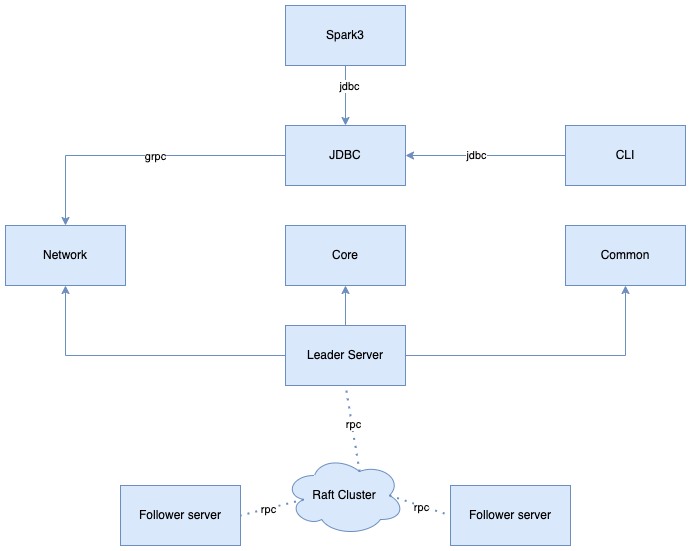 Spark3
jdbc
JDBC
grpc
jdbc
CLI
Network
Core
Common
Leader Server
rpc
Raft Cluster
Follower server
rpc
rpc
Follower server